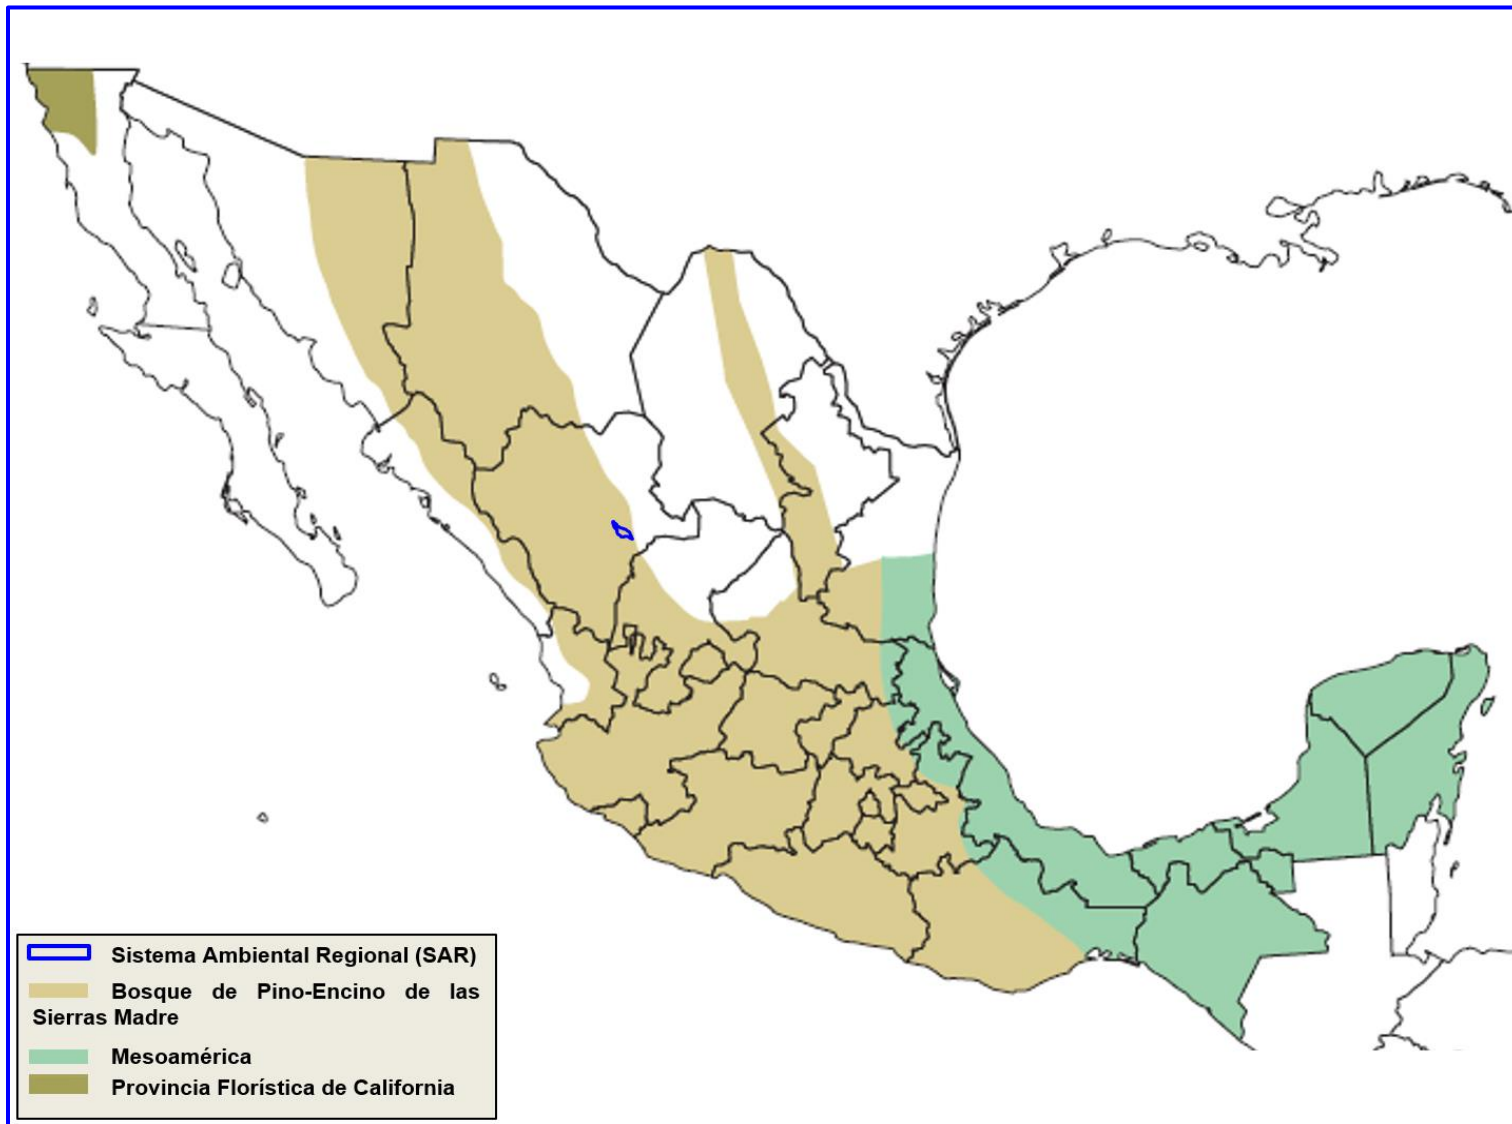 Sistema Ambiental Regional (SAR)
Bosque de Pino-Encino de las
Sierras Madre
Mesoamérica
Provincia Florística de California